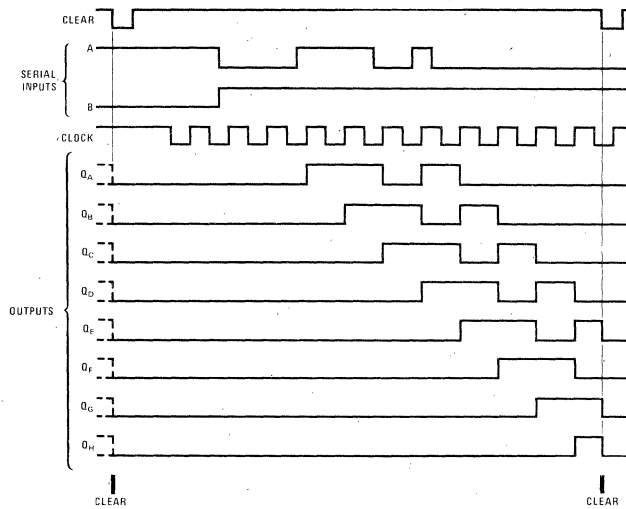 CLEAR
A
SERIAL
INPUTS
B
CLOCK
QA
QB
QC
QD
OUTPUTS
QE
QF
QG
QH
CLEAR CLEAR